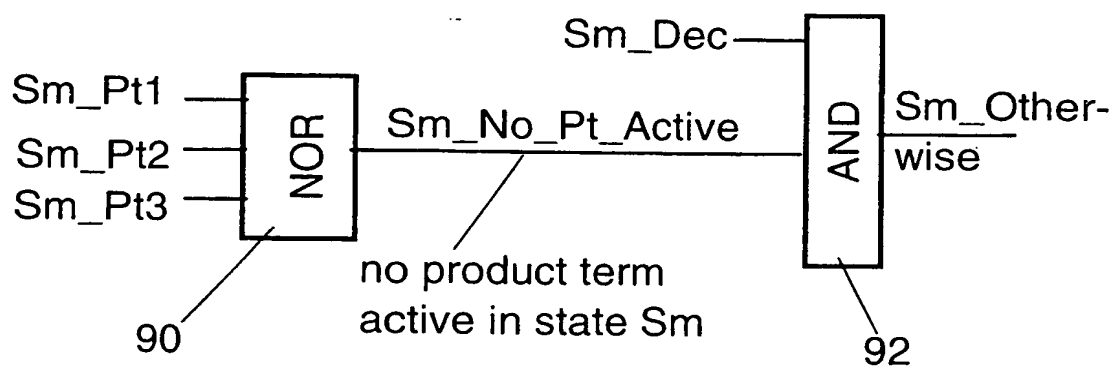 Sm_Dec
Sm_Pt1
Sm_Pt2
Sm_Pt3
NOR
Sm_No_Pt_Active
AND
Sm_Other-
wise
no product term
active in state Sm
90
92